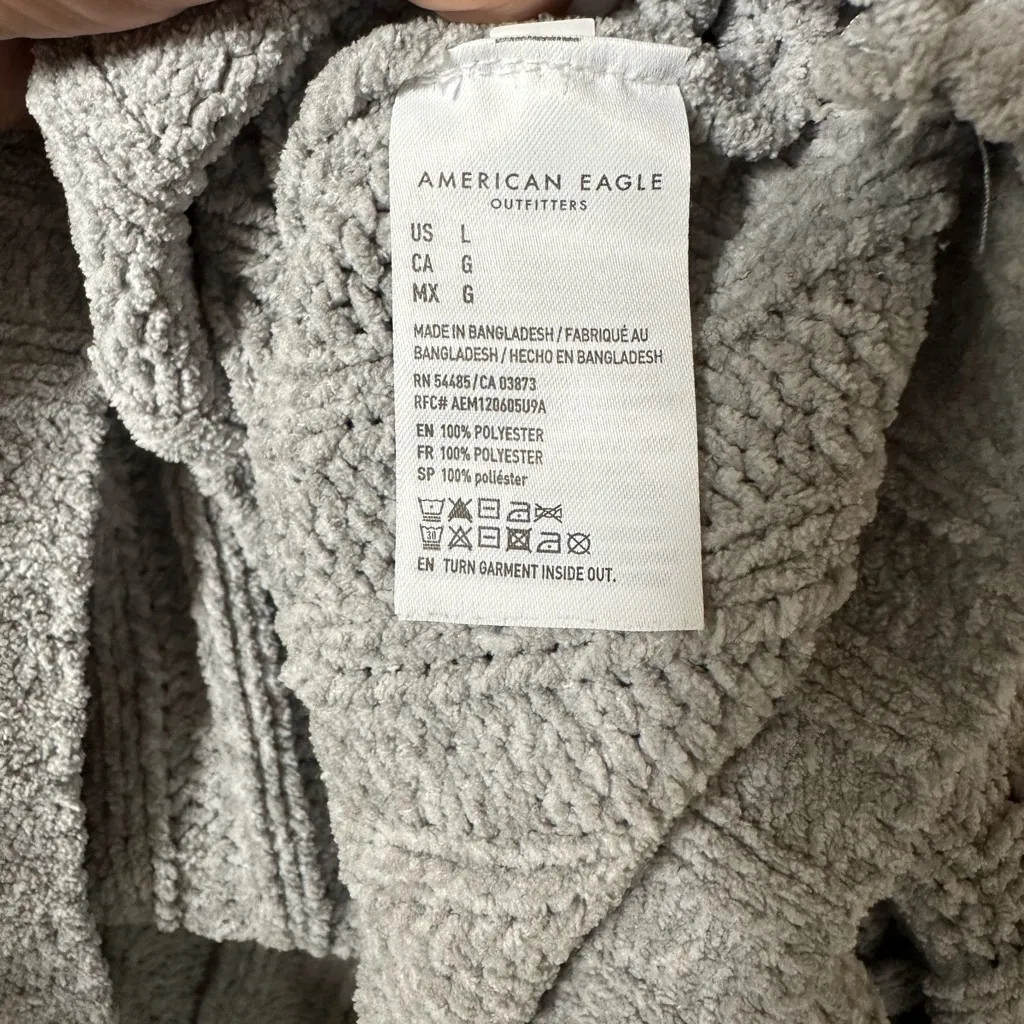 AMERICAN EAGLE
OUTFITTERS
US L
CA G
MX G
MADE IN BANGLADESH / FABRIQUÉ AU
BANGLADESH / HECHO EN BANGLADESH
RN 54485/CA 03873
RFC# AEM120605U9A
EN 100% POLYESTER
FR 100% POLYESTER
SP 100% poliéster
30
EN TURN GARMENT INSIDE OUT.